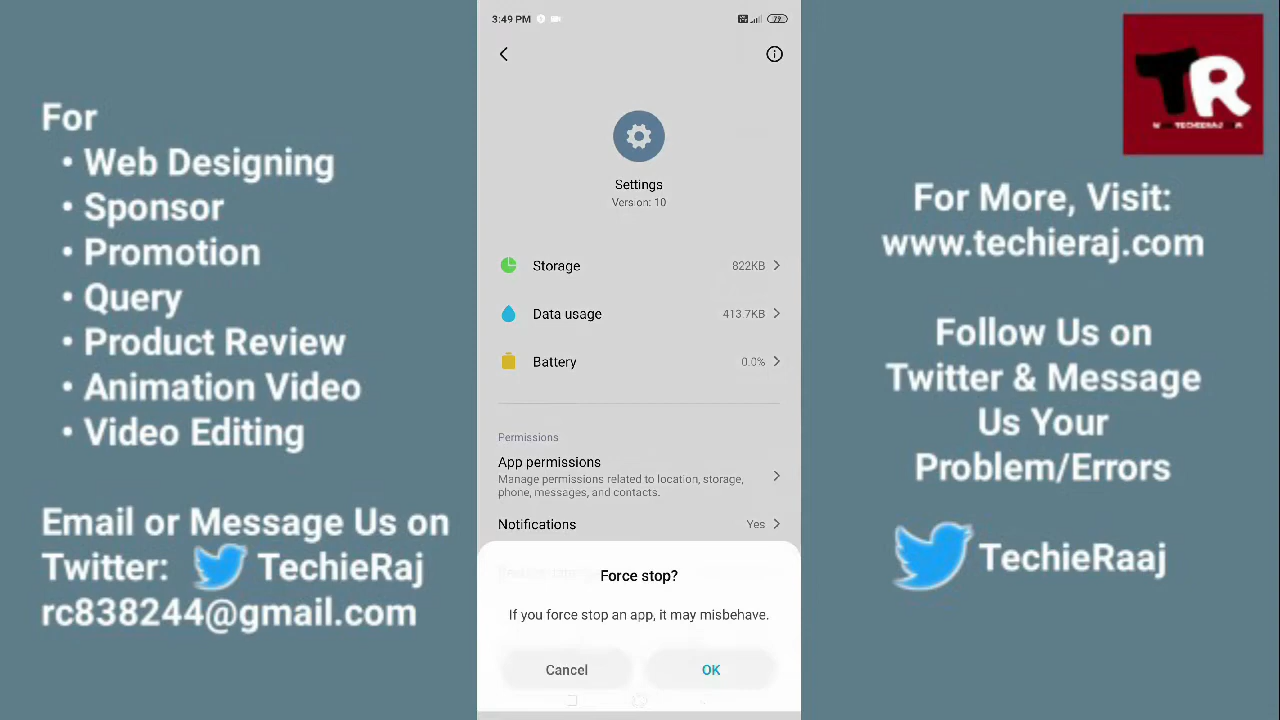 For
• Web Designing
• Sponsor
• Promotion
• Query
• Product Review
• Animation Video
• Video Editing
Email or Message Us on
Twitter: TechieRaj
rc838244@gmail.com
3:49 PM
79
Settings
Version: 10
Storage 822KB
Data usage 413.7KB
Battery 0.0%
Permissions
App permissions
Manage permissions related to location, storage,
phone, messages, and contacts.
Notifications Yes
Force stop?
If you force stop an app, it may misbehave.
Cancel OK
TR
For More, Visit:
www.techieraj.com
Follow Us on
Twitter & Message
Us Your
Problem/Errors
TechieRaaj